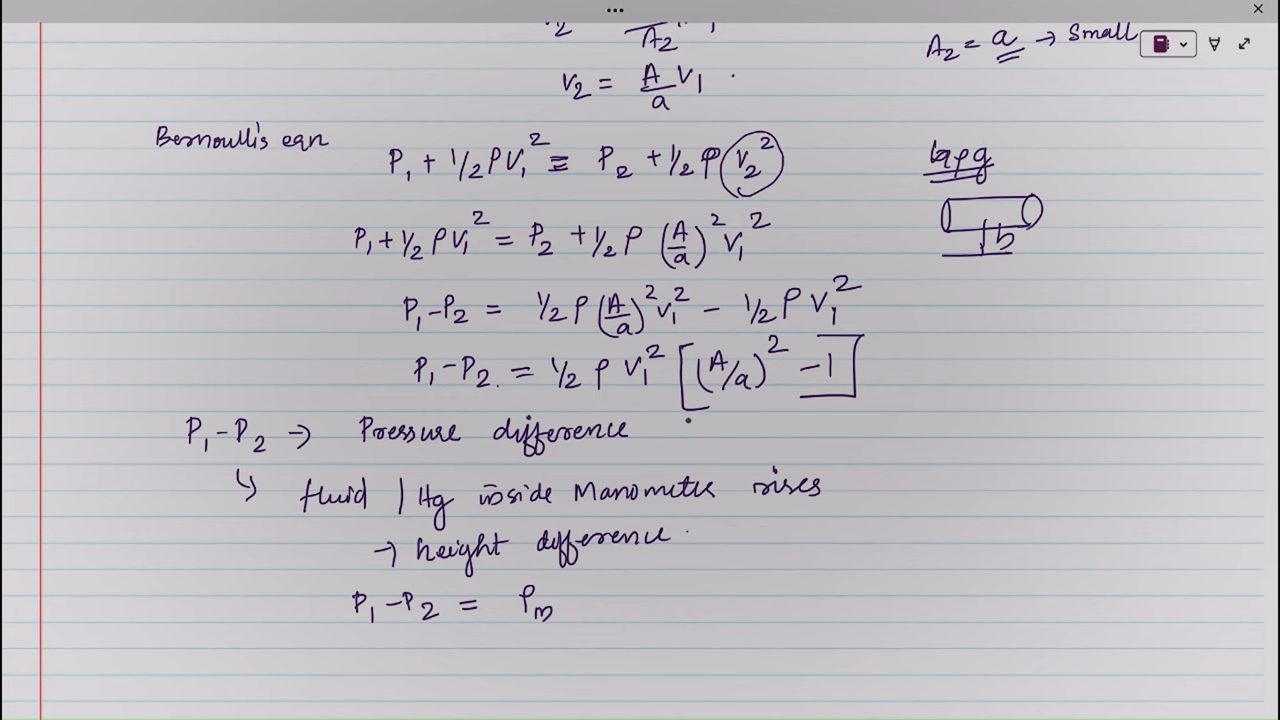 A₂ = a → Small
v₂ = A/a v₁
Bernoulli's eqn
P₁ + 1/2 ρv₁² = P₂ + 1/2 ρ v₂²
P₁ + 1/2 ρv₁² = P₂ + 1/2 ρ (A/a)² v₁²
h
P₁ - P₂ = 1/2 ρ (A/a)² v₁² - 1/2 ρ v₁²
P₁ - P₂ = 1/2 ρ v₁² [(A/a)² - 1]
P₁ - P₂ → Pressure difference
↳ fluid / Hg inside Manometer rises
→ height difference
P₁ - P₂ = ρm